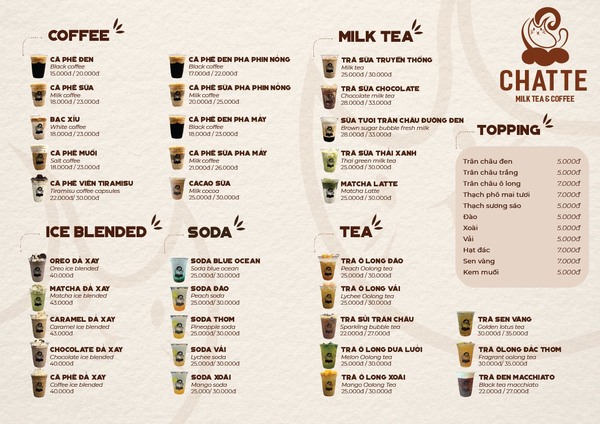 COFFEE
CÀ PHÊ ĐEN
Black coffee
15.000đ / 20.000đ
CÀ PHÊ SỮA
Milk coffee
18.000đ / 23.000đ
BẠC XỈU
White coffee
18.000đ / 23.000đ
CÀ PHÊ MUỐI
Salt coffee
18.000đ / 23.000đ
CÀ PHÊ VIÊN TIRAMISU
Tiramisu coffee capsules
22.000đ/ 30.000đ
CÀ PHÊ ĐEN PHA PHIN NÓNG
Black coffee
17.000đ / 22.000đ
CÀ PHÊ SỮA PHA PHIN NÓNG
Milk coffee
20.000đ / 25.000đ
CÀ PHÊ ĐEN PHA MÁY
Black coffee
18.000đ / 23.000đ
CÀ PHÊ SỮA PHA MÁY
Milk coffee
21.000đ / 26.000đ
CACAO SỮA
Milk cocoa
25.000đ / 30.000đ
MILK TEA
TRÀ SỮA TRUYỀN THỐNG
Milk tea
25.000đ / 30.000đ
TRÀ SỮA CHOCOLATE
Chocolate milk tea
28.000đ / 33.000đ
SỮA TƯƠI TRÂN CHÂU ĐƯỜNG ĐEN
Brown sugar bubble fresh milk
28.000đ / 33.000đ
TRÀ SỮA THÁI XANH
Thai green milk tea
25.000đ / 30.000đ
MATCHA LATTE
Matcha Latte
25.000đ / 30.000đ
CHATTE
MILK TEA & COFFEE
TOPPING
Trân châu đen 5.000đ
Trân châu trắng 5.000đ
Trân châu ô long 7.000đ
Thạch phô mai tươi 7.000đ
Thạch sương sáo 5.000đ
Đào 5.000đ
Xoài 5.000đ
Vải 5.000đ
Hạt đác 7.000đ
Sen vàng 7.000đ
Kem muối 5.000đ
ICE BLENDED
OREO ĐÁ XAY
Oreo ice blended
40.000đ
MATCHA ĐÁ XAY
Matcha ice blended
43.000đ
CARAMEL ĐÁ XAY
Caramel ice blended
43.000đ
CHOCOLATE ĐÁ XAY
Chocolate ice blended
40.000đ
CÀ PHÊ ĐÁ XAY
Coffee ice blended
40.000đ
SODA
SODA BLUE OCEAN
Soda blue ocean
25.000đ/ 30.000đ
SODA ĐÀO
Peach soda
25.000đ/ 30.000đ
SODA THƠM
Pineapple soda
25.000đ/ 30.000đ
SODA VẢI
Lychee soda
25.000đ/ 30.000đ
SODA XOÀI
Mango soda
25.000đ/ 30.000đ
TEA
TRÀ Ô LONG ĐÀO
Peach Oolong tea
25.000đ / 30.000đ
TRÀ Ô LONG VẢI
Lychee Oolong tea
25.000đ / 30.000đ
TRÀ SỦI TRÂN CHÂU
Sparkling bubble tea
22.000đ / 27.000đ
TRÀ Ô LONG DƯA LƯỚI
Melon Oolong tea
25.000đ / 30.000đ
TRÀ Ô LONG XOÀI
Mango Oolong Tea
25.000đ / 30.000đ
TRÀ SEN VÀNG
Golden lotus tea
30.000đ / 35.000đ
TRÀ ÔLONG ĐÁC THƠM
Fragrant oolong tea
30.000đ/ 35.000đ
TRÀ ĐEN MACCHIATO
Black tea macchiato
22.000đ / 27.000đ